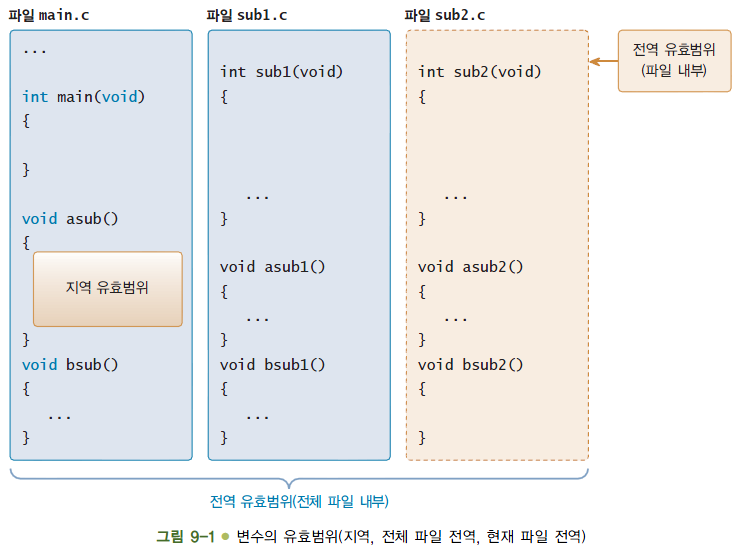 파일 main.c
...
int main(void)
{
}
void asub()
{
지역 유효범위
}
void bsub()
{
...
}
파일 sub1.c
int sub1(void)
{
...
}
void asub1()
{
...
}
void bsub1()
{
...
}
파일 sub2.c
int sub2(void)
{
...
}
void asub2()
{
...
}
void bsub2()
{
}
전역 유효범위
(파일 내부)
전역 유효범위(전체 파일 내부)
그림 9-1 ● 변수의 유효범위(지역, 전체 파일 전역, 현재 파일 전역)